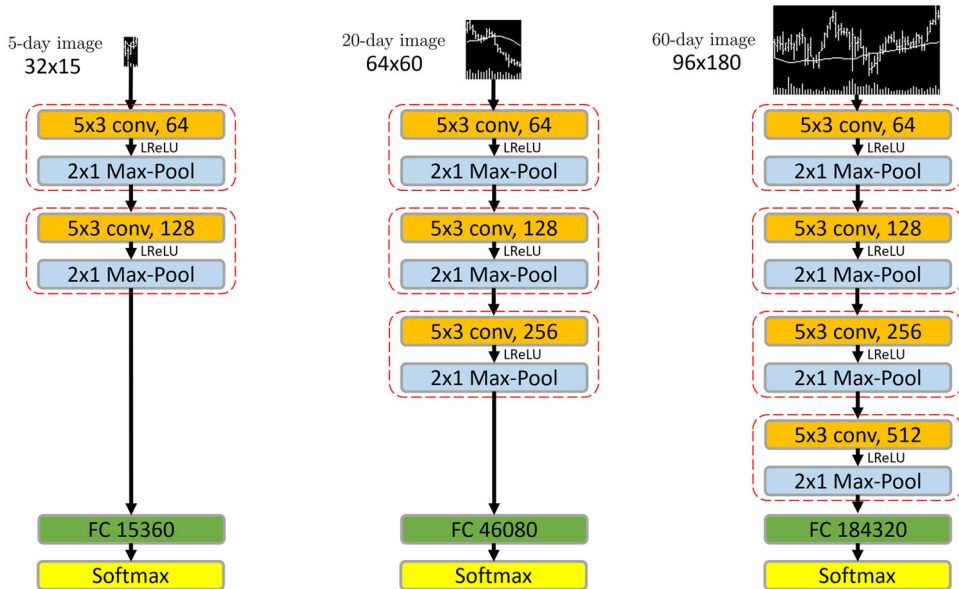 5-day image
32x15
5x3 conv, 64
LReLU
2x1 Max-Pool
5x3 conv, 128
LReLU
2x1 Max-Pool
FC 15360
Softmax
20-day image
64x60
5x3 conv, 64
LReLU
2x1 Max-Pool
5x3 conv, 128
LReLU
2x1 Max-Pool
5x3 conv, 256
LReLU
2x1 Max-Pool
FC 46080
Softmax
60-day image
96x180
5x3 conv, 64
LReLU
2x1 Max-Pool
5x3 conv, 128
LReLU
2x1 Max-Pool
5x3 conv, 256
LReLU
2x1 Max-Pool
5x3 conv, 512
LReLU
2x1 Max-Pool
FC 184320
Softmax